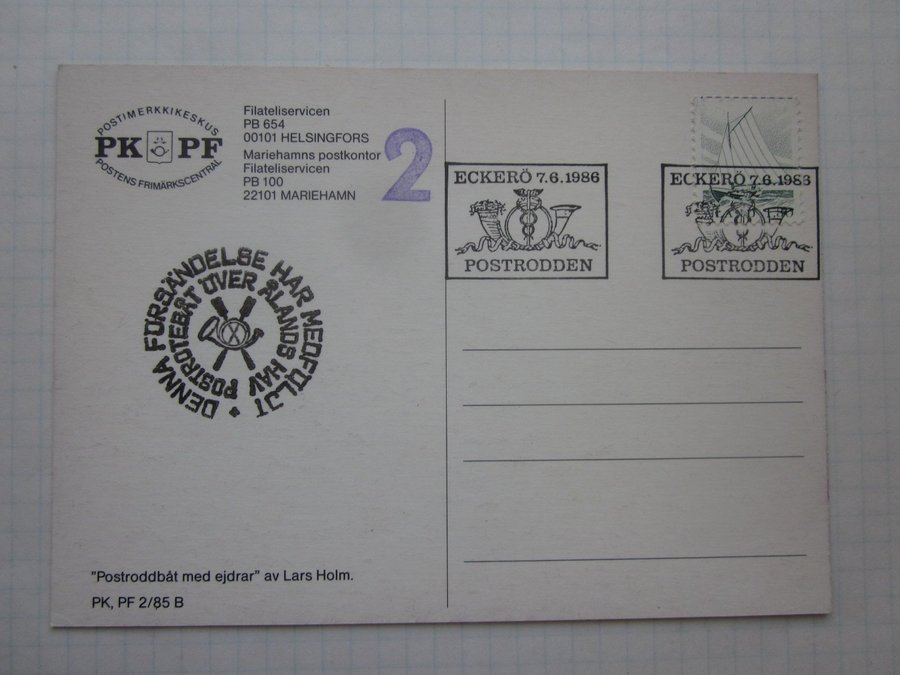 POSTIMERKKIKESKUS
PK PF
POSTENS FRIMÄRKSCENTRAL
Filateliservicen
PB 654
00101 HELSINGFORS
Mariehamns postkontor
Filateliservicen
PB 100
22101 MARIEHAMN
2
ECKERÖ 7.6.1986
POSTRODDEN
ECKERÖ 7.6.1986
POSTRODDEN
DENNA FÖRSÄNDELSE HAR MEDFÖLJT
POSTROTEBÅT ÖVER ÅLANDS HAV
"Postroddbåt med ejdrar" av Lars Holm.
PK, PF 2/85 B